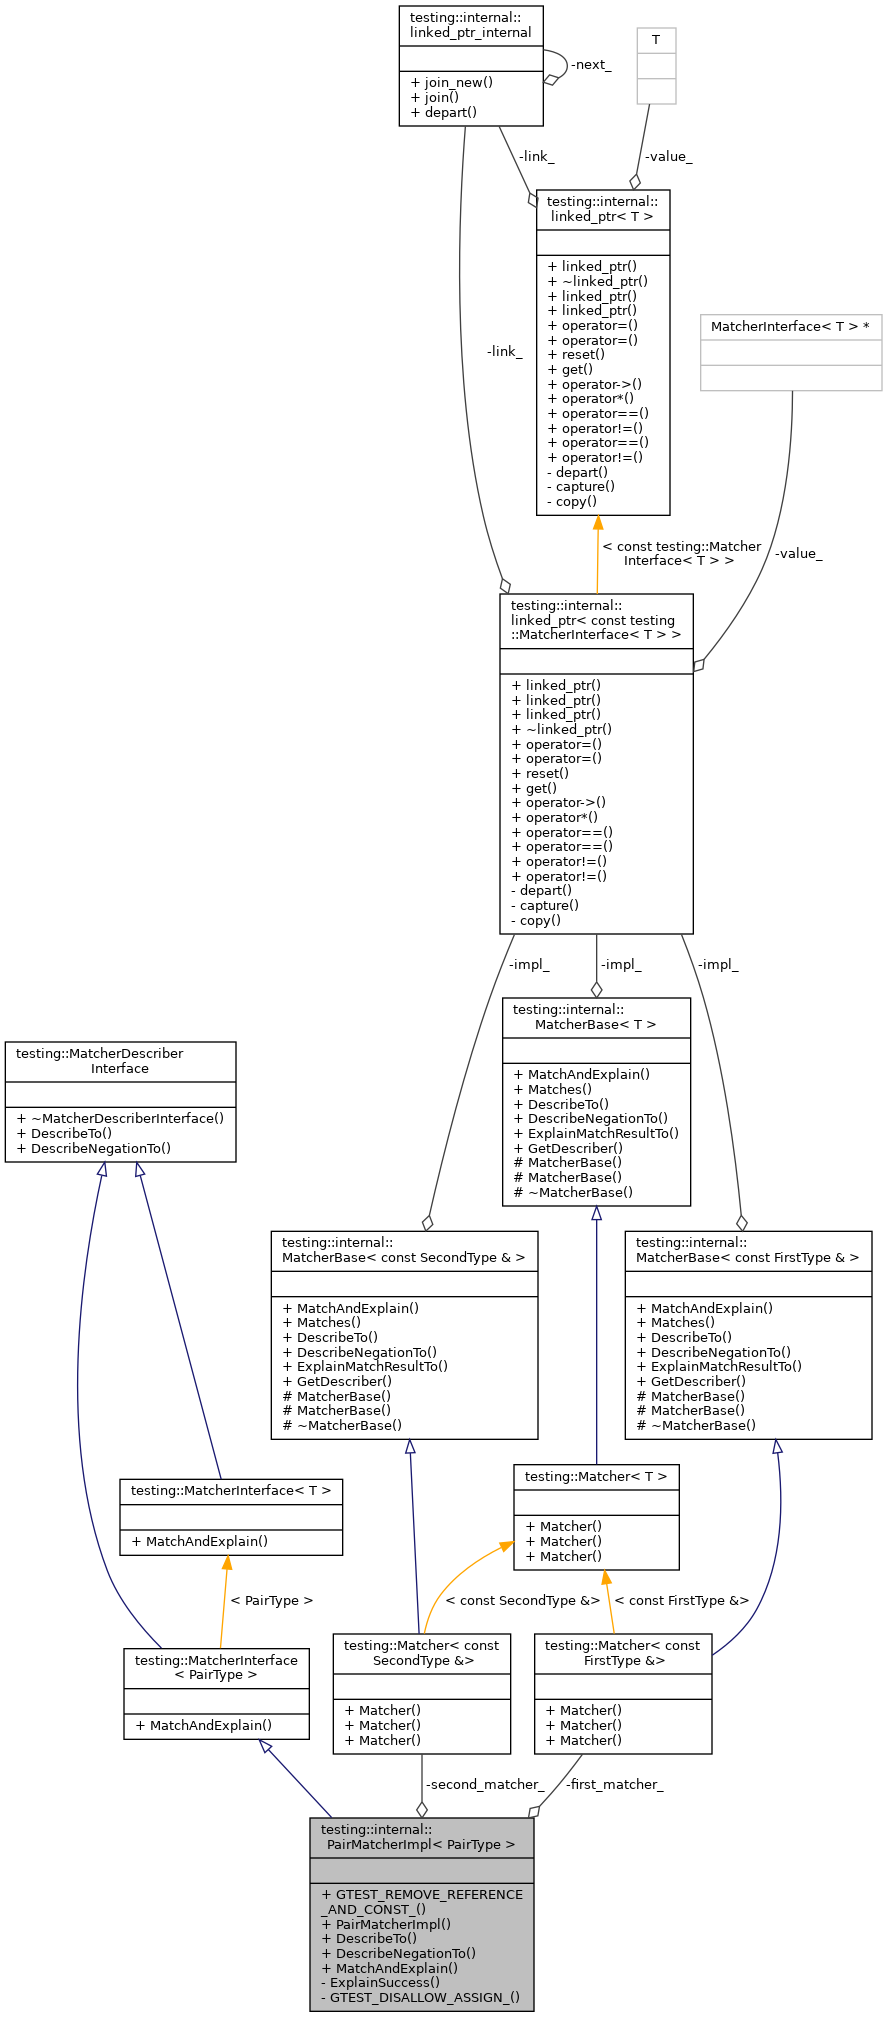 testing::internal::
linked_ptr_internal
+ join_new()
+ join()
+ depart()
-next_
T
-link_
-value_
testing::internal::
linked_ptr< T >
+ linked_ptr()
+ ~linked_ptr()
+ linked_ptr()
+ linked_ptr()
+ operator=()
+ operator=()
+ reset()
+ get()
+ operator->()
+ operator*()
+ operator==()
+ operator!=()
+ operator==()
+ operator!=()
- depart()
- capture()
- copy()
MatcherInterface< T > *
-link_
< const testing::Matcher
Interface< T > >
-value_
testing::internal::
linked_ptr< const testing
::MatcherInterface< T > >
+ linked_ptr()
+ linked_ptr()
+ linked_ptr()
+ ~linked_ptr()
+ operator=()
+ operator=()
+ reset()
+ get()
+ operator->()
+ operator*()
+ operator==()
+ operator==()
+ operator!=()
+ operator!=()
- depart()
- capture()
- copy()
-impl_
-impl_
-impl_
testing::internal::
MatcherBase< T >
+ MatchAndExplain()
+ Matches()
+ DescribeTo()
+ DescribeNegationTo()
+ ExplainMatchResultTo()
+ GetDescriber()
# MatcherBase()
# MatcherBase()
# ~MatcherBase()
testing::MatcherDescriber
Interface
+ ~MatcherDescriberInterface()
+ DescribeTo()
+ DescribeNegationTo()
testing::internal::
MatcherBase< const SecondType & >
+ MatchAndExplain()
+ Matches()
+ DescribeTo()
+ DescribeNegationTo()
+ ExplainMatchResultTo()
+ GetDescriber()
# MatcherBase()
# MatcherBase()
# ~MatcherBase()
testing::internal::
MatcherBase< const FirstType & >
+ MatchAndExplain()
+ Matches()
+ DescribeTo()
+ DescribeNegationTo()
+ ExplainMatchResultTo()
+ GetDescriber()
# MatcherBase()
# MatcherBase()
# ~MatcherBase()
testing::MatcherInterface< T >
+ MatchAndExplain()
testing::Matcher< T >
+ Matcher()
+ Matcher()
+ Matcher()
< PairType >
< const SecondType &>
< const FirstType &>
testing::MatcherInterface
< PairType >
+ MatchAndExplain()
testing::Matcher< const
SecondType &>
+ Matcher()
+ Matcher()
+ Matcher()
testing::Matcher< const
FirstType &>
+ Matcher()
+ Matcher()
+ Matcher()
-second_matcher_
-first_matcher_
testing::internal::
PairMatcherImpl< PairType >
+ GTEST_REMOVE_REFERENCE
_AND_CONST_()
+ PairMatcherImpl()
+ DescribeTo()
+ DescribeNegationTo()
+ MatchAndExplain()
- ExplainSuccess()
- GTEST_DISALLOW_ASSIGN_()